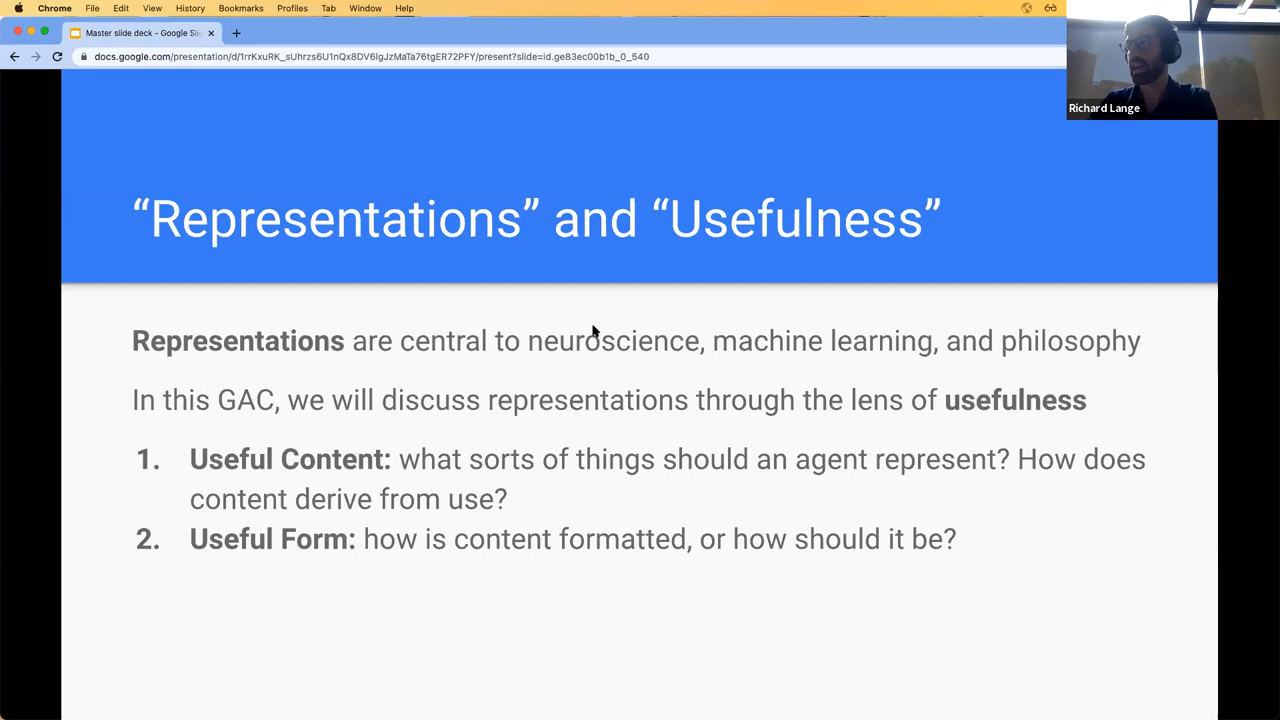 Chrome File Edit View History Bookmarks Profiles Tab Window Help
Master slide deck - Google Sli
docs.google.com/presentation/d/1rrKxuRK_sUhrzs6U1nQx8DV6IgJzMaTa76tgER72PFY/present?slide=id.ge83ec00b1b_0_540
Richard Lange
“Representations” and “Usefulness”
Representations are central to neuroscience, machine learning, and philosophy
In this GAC, we will discuss representations through the lens of usefulness
1. Useful Content: what sorts of things should an agent represent? How does
content derive from use?
2. Useful Form: how is content formatted, or how should it be?